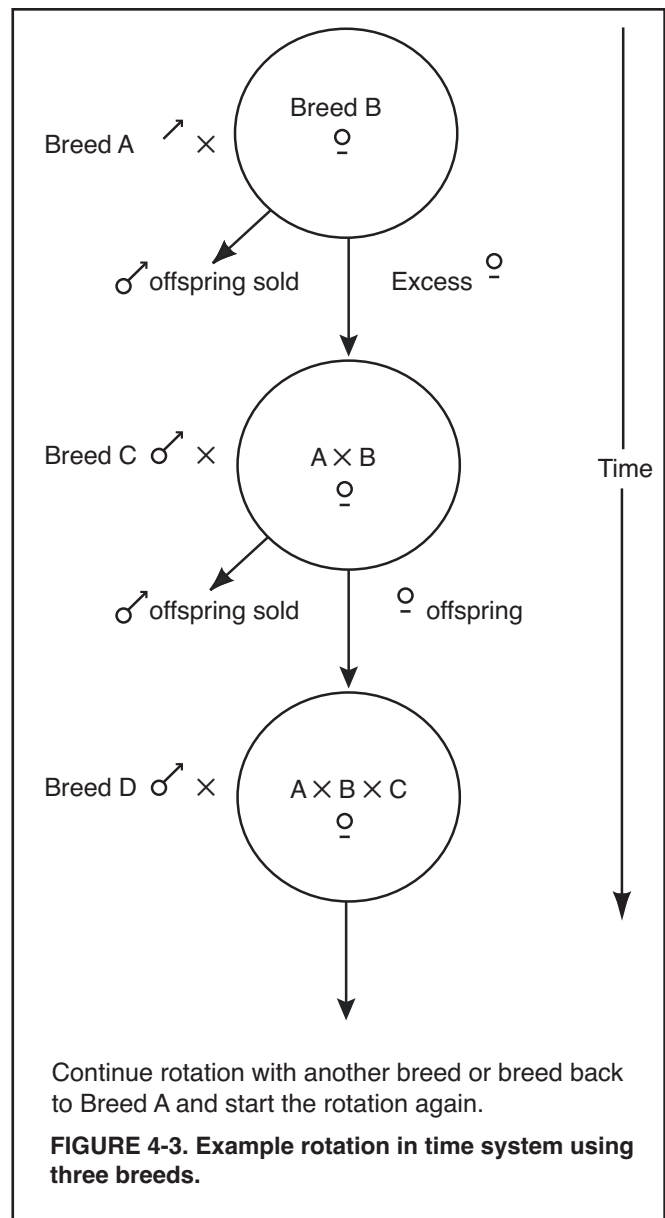 Breed B
♀
Breed A ♂ ×
♂ offspring sold
Excess ♀
Breed C ♂ ×
A × B
♀
Time
♂ offspring sold
♀ offspring
Breed D ♂ ×
A × B × C
♀
Continue rotation with another breed or breed back
to Breed A and start the rotation again.
FIGURE 4-3. Example rotation in time system using
three breeds.